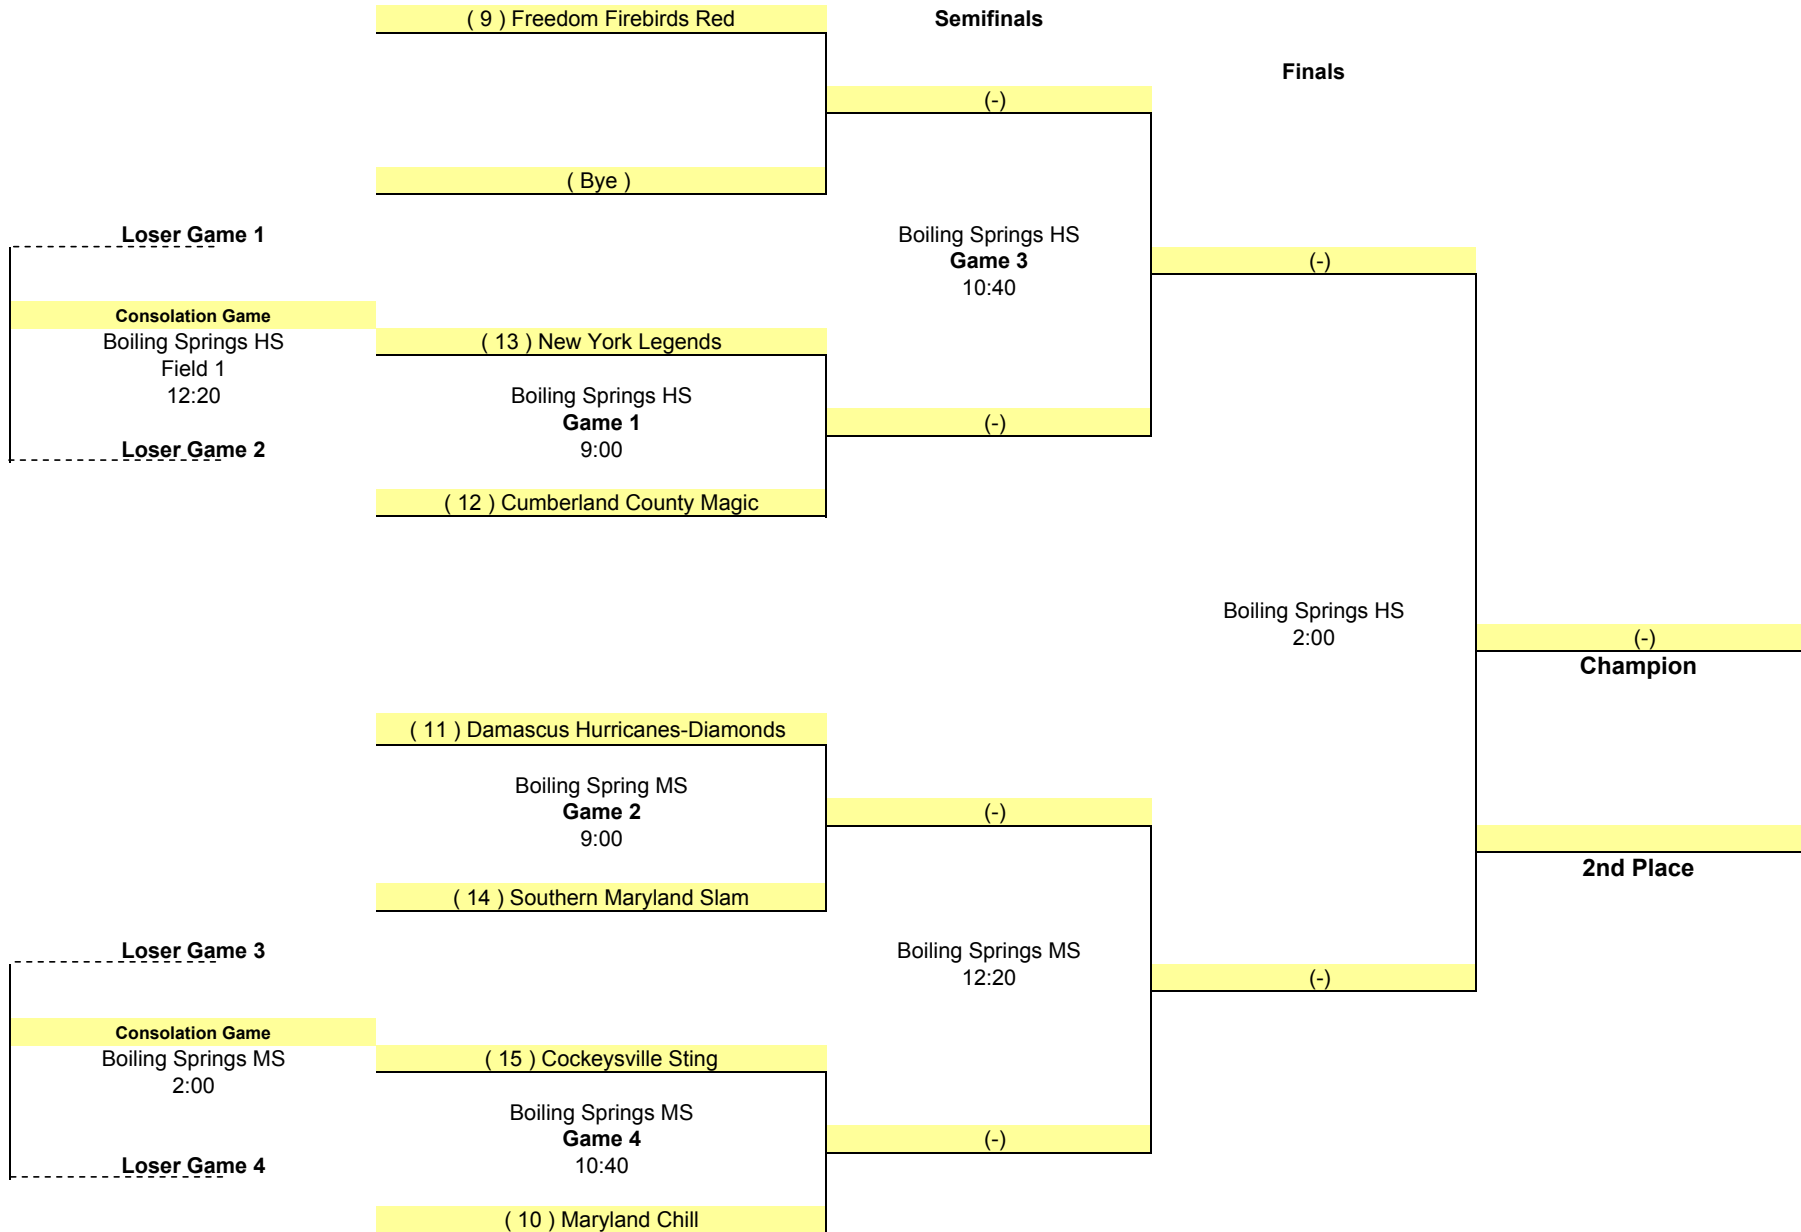 ( 9 ) Freedom Firebirds Red
Semifinals
Finals
(-)
( Bye )
Loser Game 1
Boiling Springs HS
Game 3
10:40
(-)
Consolation Game
Boiling Springs HS
Field 1
12:20
( 13 ) New York Legends
Boiling Springs HS
Game 1
9:00
(-)
Loser Game 2
( 12 ) Cumberland County Magic
Boiling Springs HS
2:00
(-)
Champion
( 11 ) Damascus Hurricanes-Diamonds
Boiling Spring MS
Game 2
9:00
(-)
2nd Place
( 14 ) Southern Maryland Slam
Loser Game 3
Boiling Springs MS
12:20
(-)
Consolation Game
Boiling Springs MS
2:00
( 15 ) Cockeysville Sting
Boiling Springs MS
Game 4
10:40
(-)
Loser Game 4
( 10 ) Maryland Chill